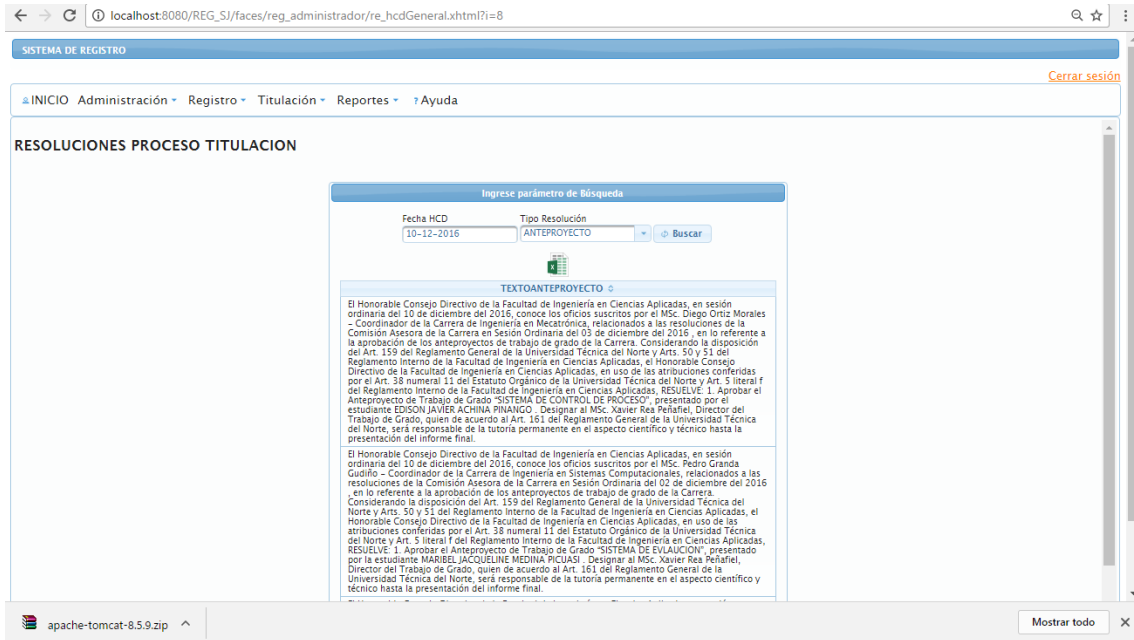 localhost:8080/REG_SJ/faces/reg_administrador/re_hcdGeneral.xhtml?i=8
SISTEMA DE REGISTRO
Cerrar sesión
INICIO Administración Registro Titulación Reportes ? Ayuda
RESOLUCIONES PROCESO TITULACION
Ingrese parámetro de Búsqueda
Fecha HCD Tipo Resolución
10-12-2016 ANTEPROYECTO Buscar
TEXTOANTEPROYECTO
El Honorable Consejo Directivo de la Facultad de Ingeniería en Ciencias Aplicadas, en sesión
ordinaria del 10 de diciembre del 2016, conoce los oficios suscritos por el MSc. Diego Ortiz Morales
– Coordinador de la Carrera de Ingeniería en Mecatrónica, relacionados a las resoluciones de la
Comisión Asesora de la Carrera en Sesión Ordinaria del 03 de diciembre del 2016 , en lo referente a
la aprobación de los anteproyectos de trabajo de grado de la Carrera. Considerando la disposición
del Art. 159 del Reglamento General de la Universidad Técnica del Norte y Arts. 50 y 51 del
Reglamento Interno de la Facultad de Ingeniería en Ciencias Aplicadas, el Honorable Consejo
Directivo de la Facultad de Ingeniería en Ciencias Aplicadas, en uso de las atribuciones conferidas
por el Art. 38 numeral 11 del Estatuto Orgánico de la Universidad Técnica del Norte y Art. 5 literal f
del Reglamento Interno de la Facultad de Ingeniería en Ciencias Aplicadas, RESUELVE: 1. Aprobar el
Anteproyecto de Trabajo de Grado “SISTEMA DE CONTROL DE PROCESO”, presentado por el
estudiante EDISON JAVIER ACHINA PINANGO . Designar al MSc. Xavier Rea Peñafiel, Director del
Trabajo de Grado, quien de acuerdo al Art. 161 del Reglamento General de la Universidad Técnica
del Norte, será responsable de la tutoría permanente en el aspecto científico y técnico hasta la
presentación del informe final.
El Honorable Consejo Directivo de la Facultad de Ingeniería en Ciencias Aplicadas, en sesión
ordinaria del 10 de diciembre del 2016, conoce los oficios suscritos por el MSc. Pedro Granda
Gudiño – Coordinador de la Carrera de Ingeniería en Sistemas Computacionales, relacionados a las
resoluciones de la Comisión Asesora de la Carrera en Sesión Ordinaria del 02 de diciembre del 2016
, en lo referente a la aprobación de los anteproyectos de trabajo de grado de la Carrera.
Considerando la disposición del Art. 159 del Reglamento General de la Universidad Técnica del
Norte y Arts. 50 y 51 del Reglamento Interno de la Facultad de Ingeniería en Ciencias Aplicadas, el
Honorable Consejo Directivo de la Facultad de Ingeniería en Ciencias Aplicadas, en uso de las
atribuciones conferidas por el Art. 38 numeral 11 del Estatuto Orgánico de la Universidad Técnica
del Norte y Art. 5 literal f del Reglamento Interno de la Facultad de Ingeniería en Ciencias Aplicadas,
RESUELVE: 1. Aprobar el Anteproyecto de Trabajo de Grado “SISTEMA DE EVLAUCION”, presentado
por la estudiante MARIBEL JACQUELINE MEDINA PICUASI . Designar al MSc. Xavier Rea Peñafiel,
Director del Trabajo de Grado, quien de acuerdo al Art. 161 del Reglamento General de la
Universidad Técnica del Norte, será responsable de la tutoría permanente en el aspecto científico y
técnico hasta la presentación del informe final.
apache-tomcat-8.5.9.zip
Mostrar todo